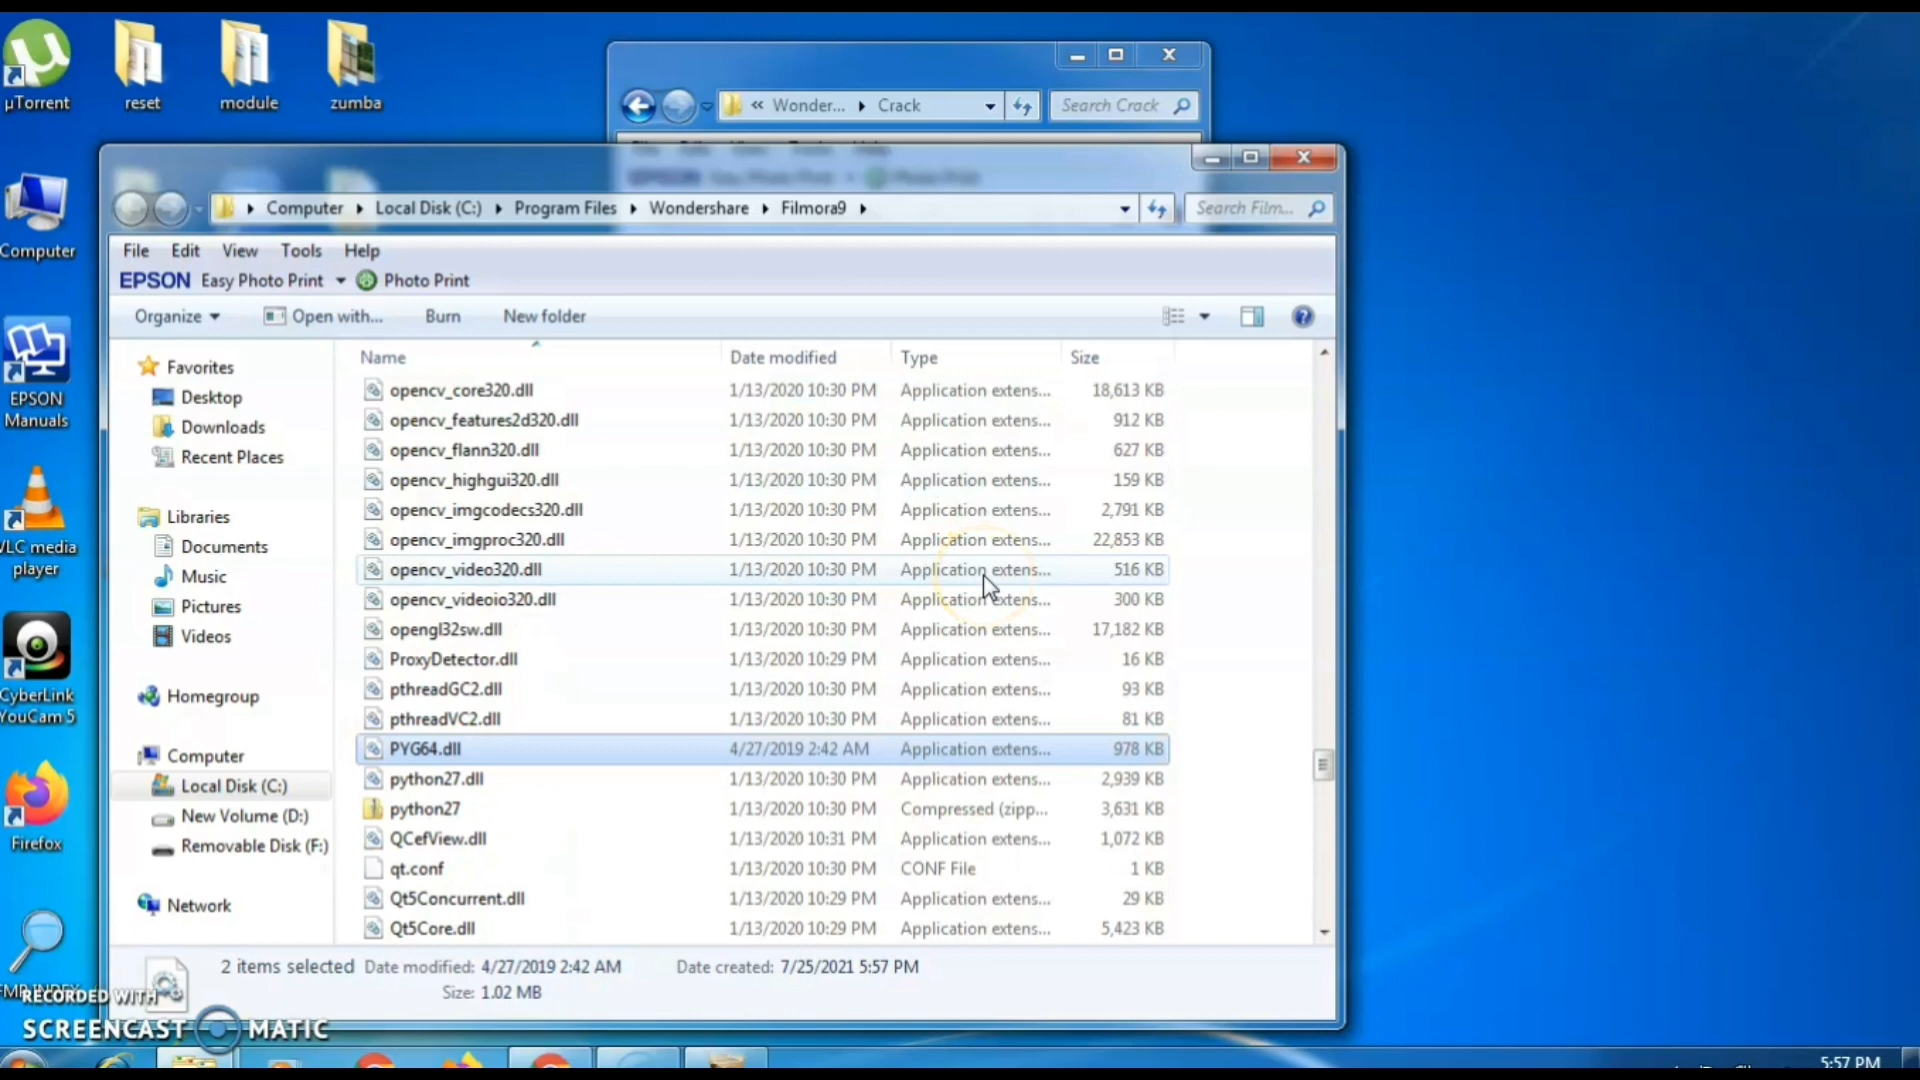 µTorrent
reset
module
zumba
Computer
EPSON
Manuals
VLC media
player
CyberLink
YouCam 5
Firefox
« Wonder... Crack
Search Crack
Computer Local Disk (C:) Program Files Wondershare Filmora9
Search Film...
File Edit View Tools Help
EPSON Easy Photo Print Photo Print
Organize Open with... Burn New folder
Favorites
Desktop
Downloads
Recent Places
Libraries
Documents
Music
Pictures
Videos
Homegroup
Computer
Local Disk (C:)
New Volume (D:)
Removable Disk (F:)
Network
Name Date modified Type Size
opencv_core320.dll 1/13/2020 10:30 PM Application extens... 18,613 KB
opencv_features2d320.dll 1/13/2020 10:30 PM Application extens... 912 KB
opencv_flann320.dll 1/13/2020 10:30 PM Application extens... 627 KB
opencv_highgui320.dll 1/13/2020 10:30 PM Application extens... 159 KB
opencv_imgcodecs320.dll 1/13/2020 10:30 PM Application extens... 2,791 KB
opencv_imgproc320.dll 1/13/2020 10:30 PM Application extens... 22,853 KB
opencv_video320.dll 1/13/2020 10:30 PM Application extens... 516 KB
opencv_videoio320.dll 1/13/2020 10:30 PM Application extens... 300 KB
opengl32sw.dll 1/13/2020 10:30 PM Application extens... 17,182 KB
ProxyDetector.dll 1/13/2020 10:29 PM Application extens... 16 KB
pthreadGC2.dll 1/13/2020 10:30 PM Application extens... 93 KB
pthreadVC2.dll 1/13/2020 10:30 PM Application extens... 81 KB
PYG64.dll 4/27/2019 2:42 AM Application extens... 978 KB
python27.dll 1/13/2020 10:30 PM Application extens... 2,939 KB
python27 1/13/2020 10:30 PM Compressed (zipp... 3,631 KB
QCefView.dll 1/13/2020 10:31 PM Application extens... 1,072 KB
qt.conf 1/13/2020 10:30 PM CONF File 1 KB
Qt5Concurrent.dll 1/13/2020 10:29 PM Application extens... 29 KB
Qt5Core.dll 1/13/2020 10:29 PM Application extens... 5,423 KB
2 items selected Date modified: 4/27/2019 2:42 AM Date created: 7/25/2021 5:57 PM
Size: 1.02 MB
RECORDED WITH
SCREENCAST MATIC
5:57 PM